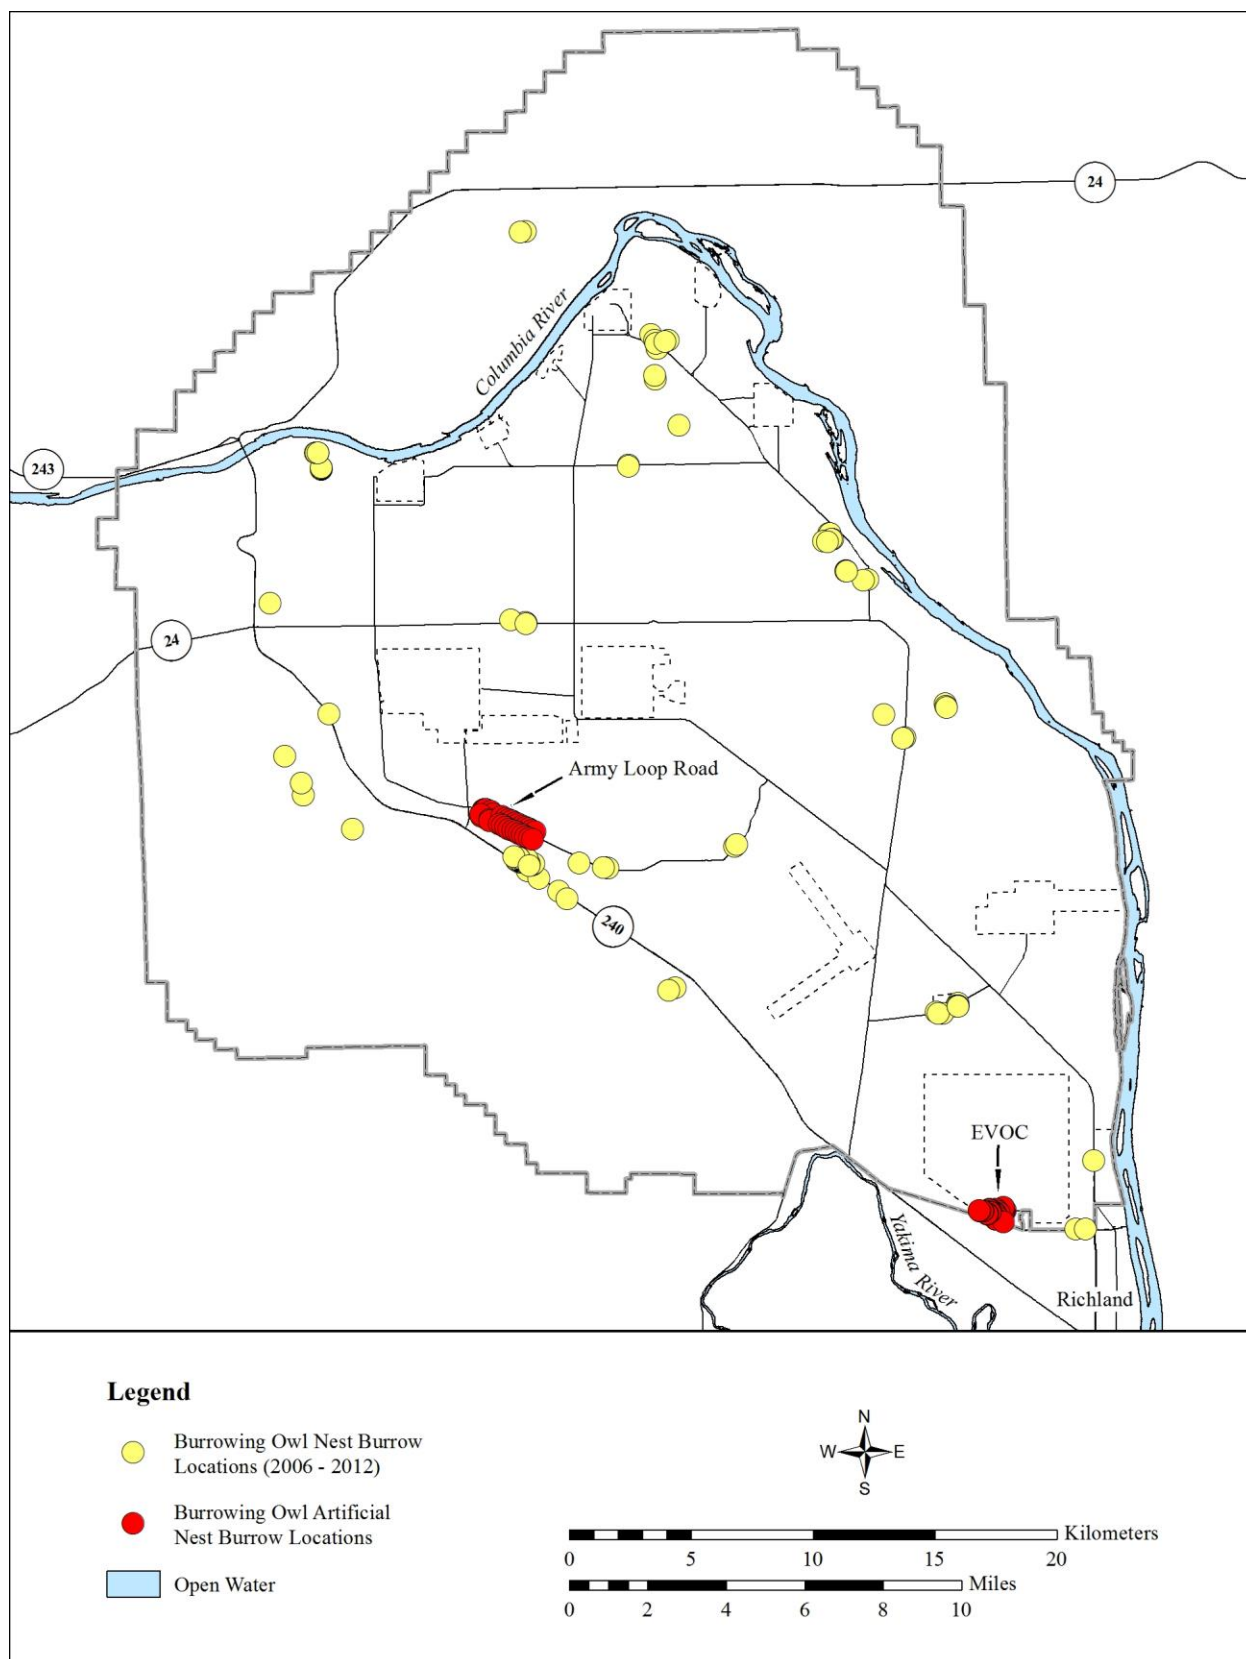 24
Columbia River
243
24
Army Loop Road
240
EVOC
Yakima River
Richland
Legend
Burrowing Owl Nest Burrow
Locations (2006 - 2012)
Burrowing Owl Artificial
Nest Burrow Locations
Open Water
N
W E
S
Kilometers
0 5 10 15 20
Miles
0 2 4 6 8 10